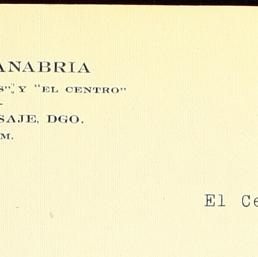 ANABRIA
S", Y "EL CENTRO"
SAJE, DGO.
M.
El Ce